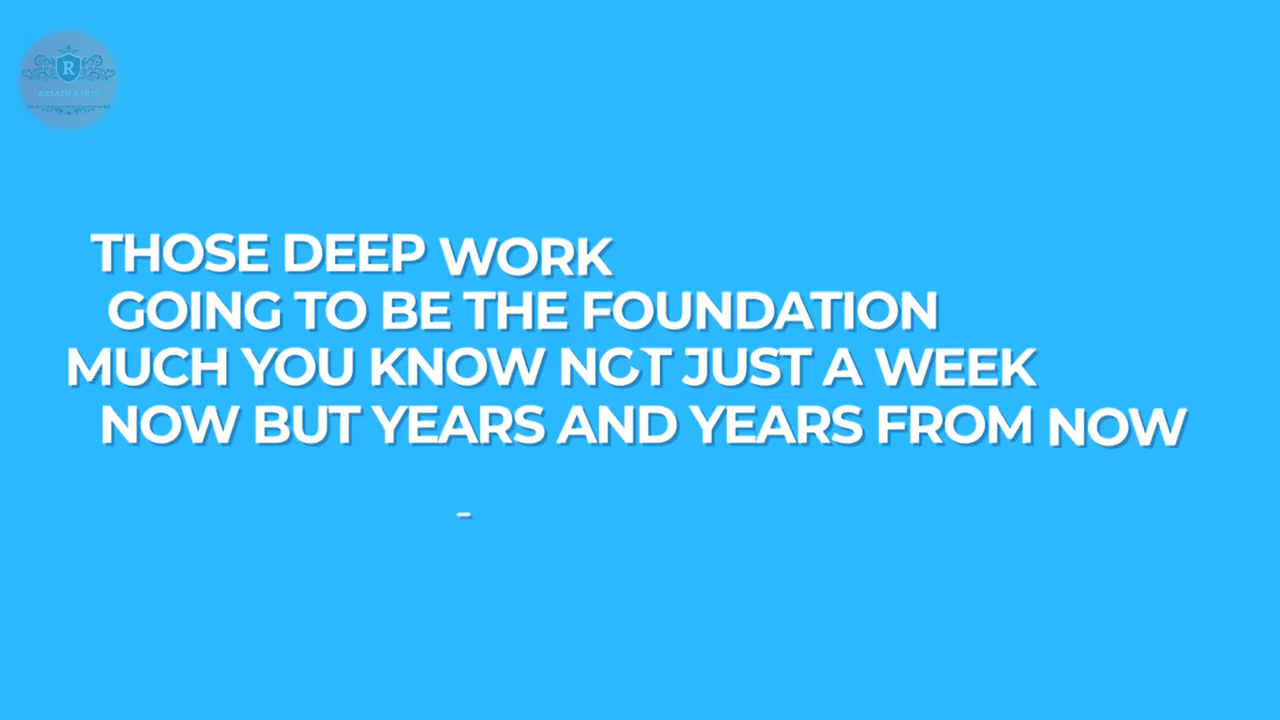 R
THOSE DEEP WORK
GOING TO BE THE FOUNDATION
MUCH YOU KNOW NOT JUST A WEEK
NOW BUT YEARS AND YEARS FROM NOW
-